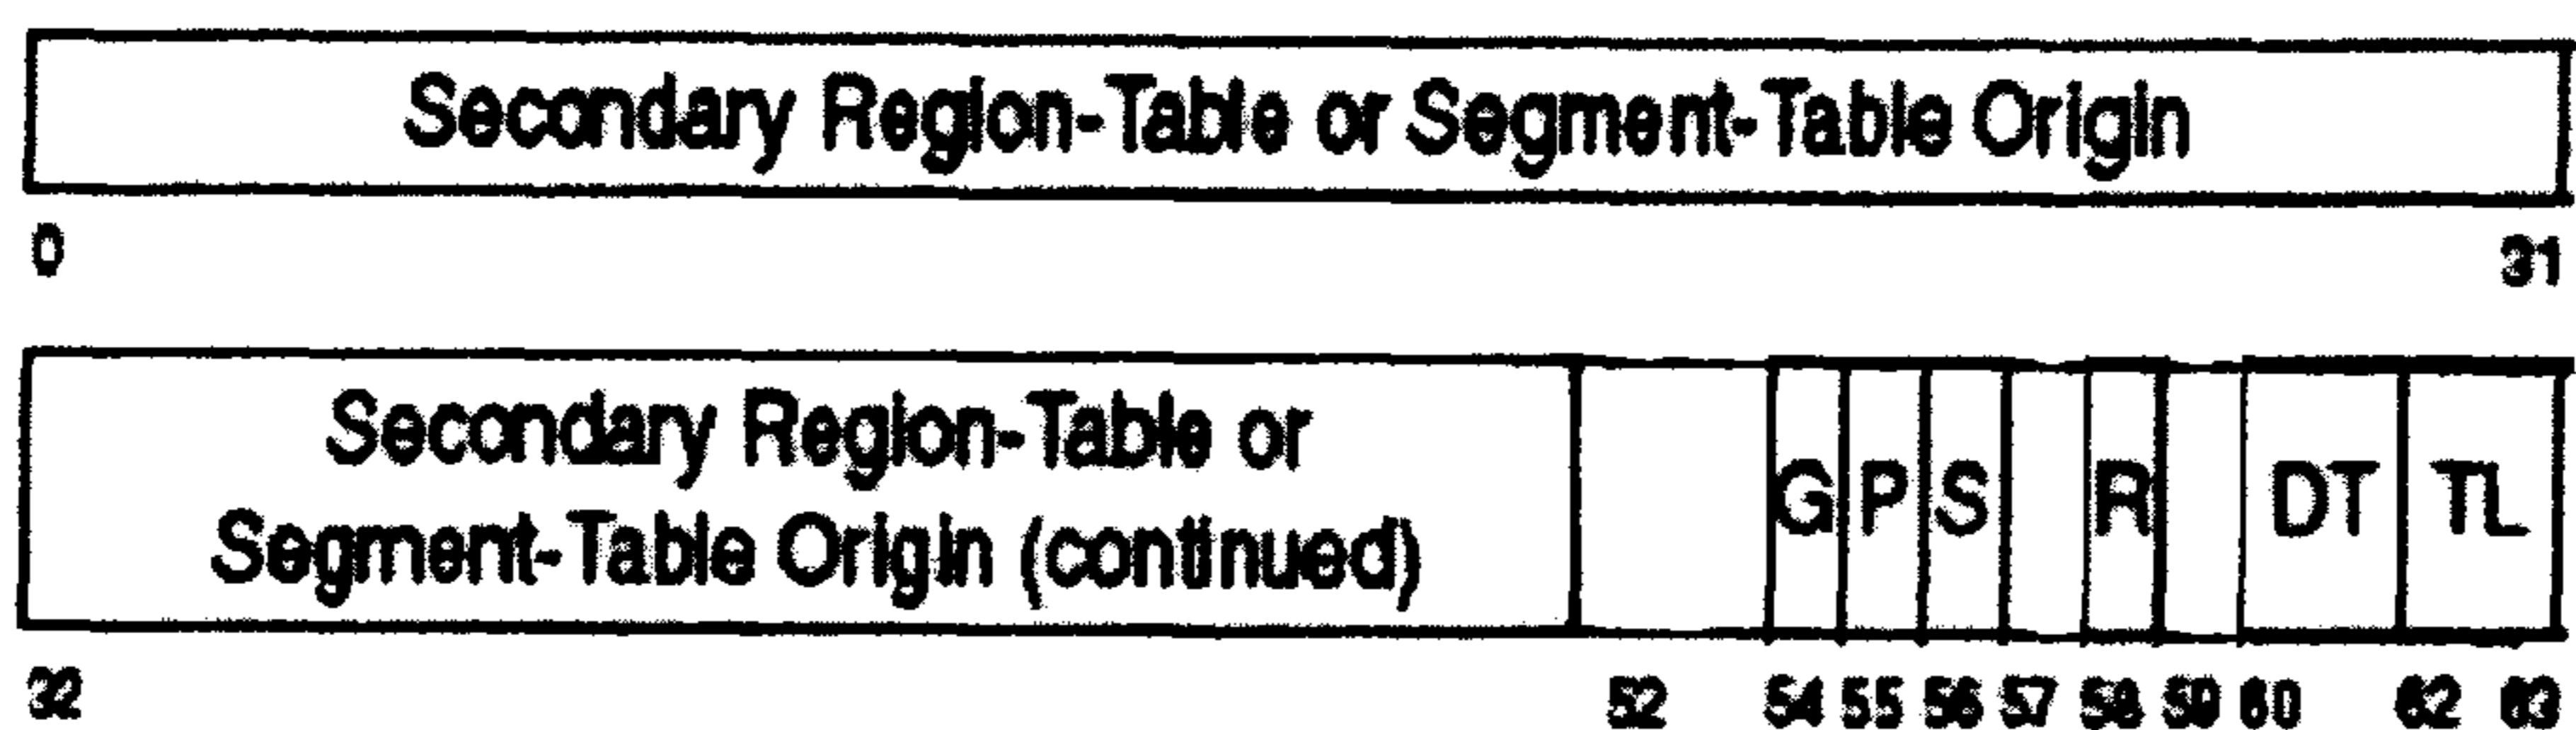 Secondary Region-Table or Segment-Table Origin
0 31
Secondary Region-Table or
Segment-Table Origin (continued)
G P S R DT TL
32 52 54 55 56 57 58 59 60 62 63